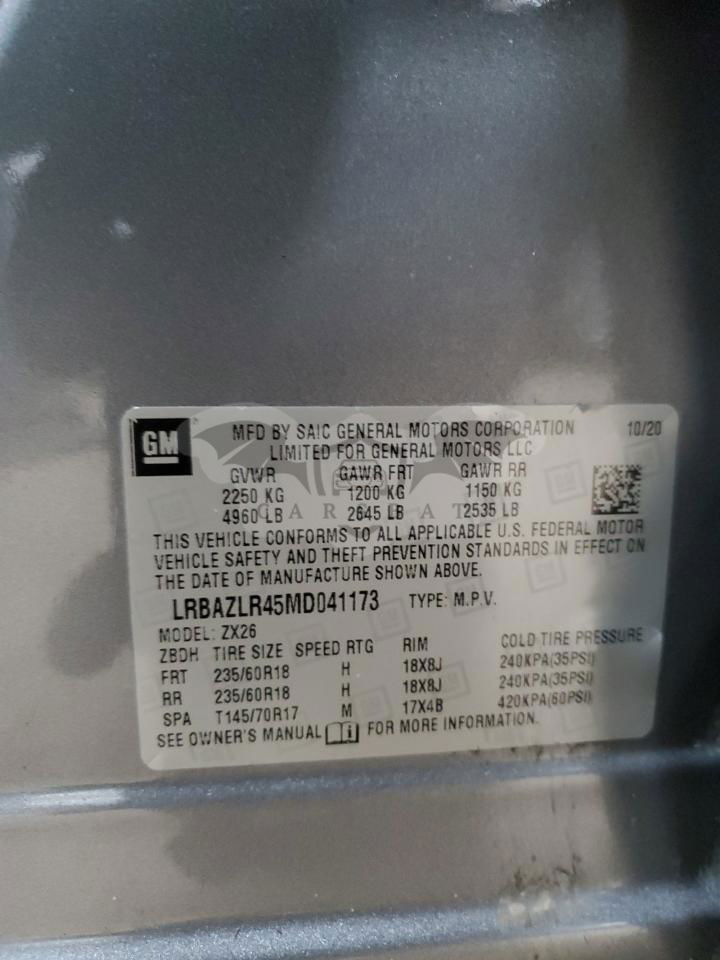 GM
MFD BY SAIC GENERAL MOTORS CORPORATION 10/20
LIMITED FOR GENERAL MOTORS LLC
GVWR GAWR FRT GAWR RR
2250 KG 1200 KG 1150 KG
4960 LB 2645 LB 2535 LB
THIS VEHICLE CONFORMS TO ALL APPLICABLE U.S. FEDERAL MOTOR
VEHICLE SAFETY AND THEFT PREVENTION STANDARDS IN EFFECT ON
THE DATE OF MANUFACTURE SHOWN ABOVE.
LRBAZLR45MD041173 TYPE: M.P.V.
MODEL: ZX26
ZBDH TIRE SIZE SPEED RTG RIM COLD TIRE PRESSURE
FRT 235/60R18 H 18X8J 240KPA(35PSI)
RR 235/60R18 H 18X8J 240KPA(35PSI)
SPA T145/70R17 M 17X4B 420KPA(60PSI)
SEE OWNER'S MANUAL FOR MORE INFORMATION.